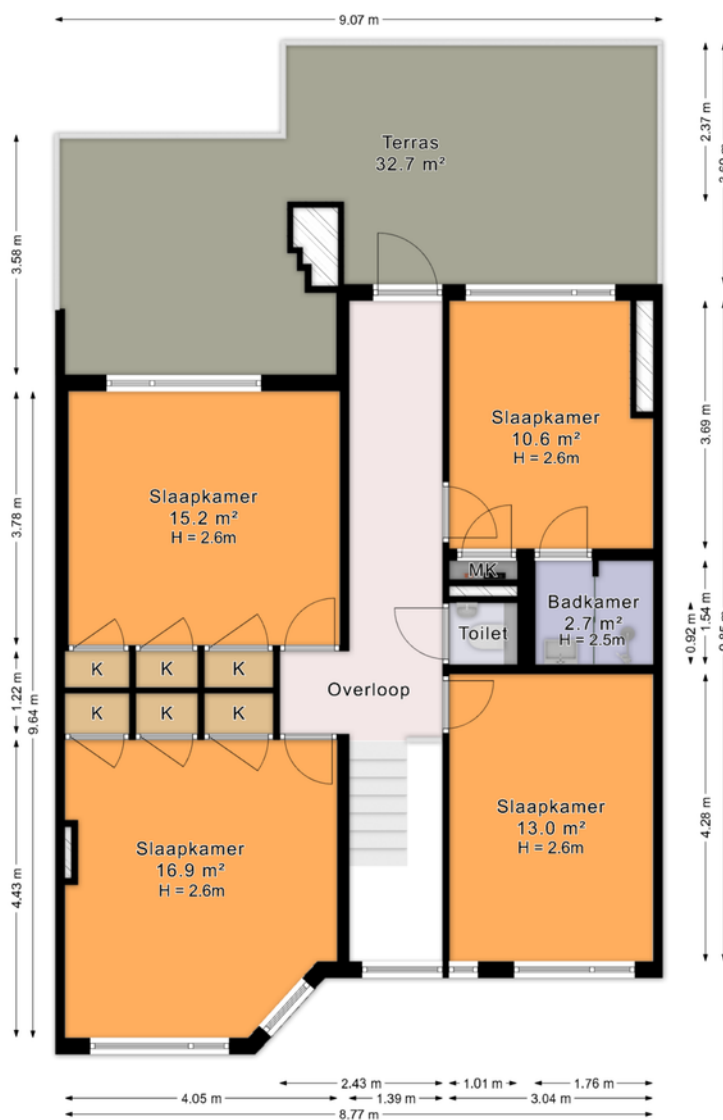 9.07 m
Terras
32.7 m²
2.37 m
3.58 m
Slaapkamer
10.6 m²
H = 2.6m
3.69 m
Slaapkamer
15.2 m²
H = 2.6m
3.78 m
MK
Badkamer
2.7 m²
H = 2.5m
1.54 m
0.92 m
Toilet
K
K
K
Overloop
K
K
K
1.22 m
9.64 m
Slaapkamer
13.0 m²
H = 2.6m
4.28 m
Slaapkamer
16.9 m²
H = 2.6m
4.43 m
2.43 m
1.01 m
1.76 m
4.05 m
1.39 m
3.04 m
8.77 m